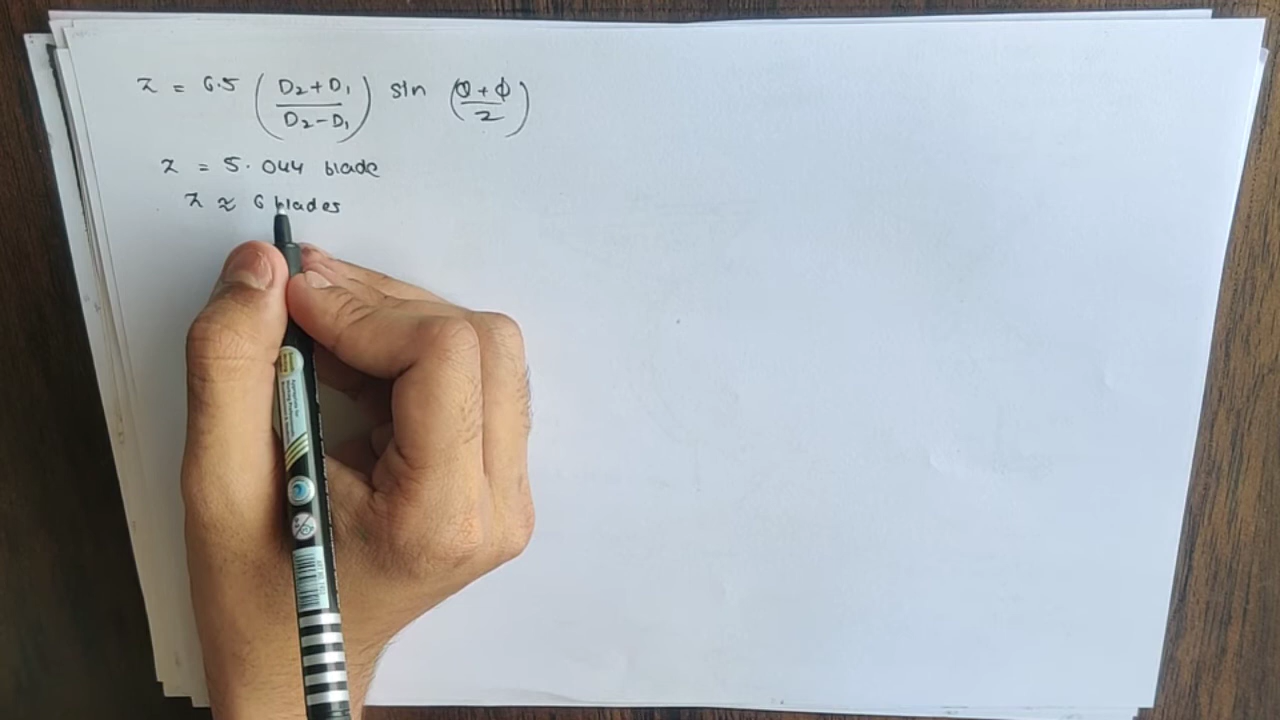 z = 6.5 (D2+D1 / D2-D1) sin (θ+ϕ / 2)
z = 5.044 blade
z ≈ 6 blades